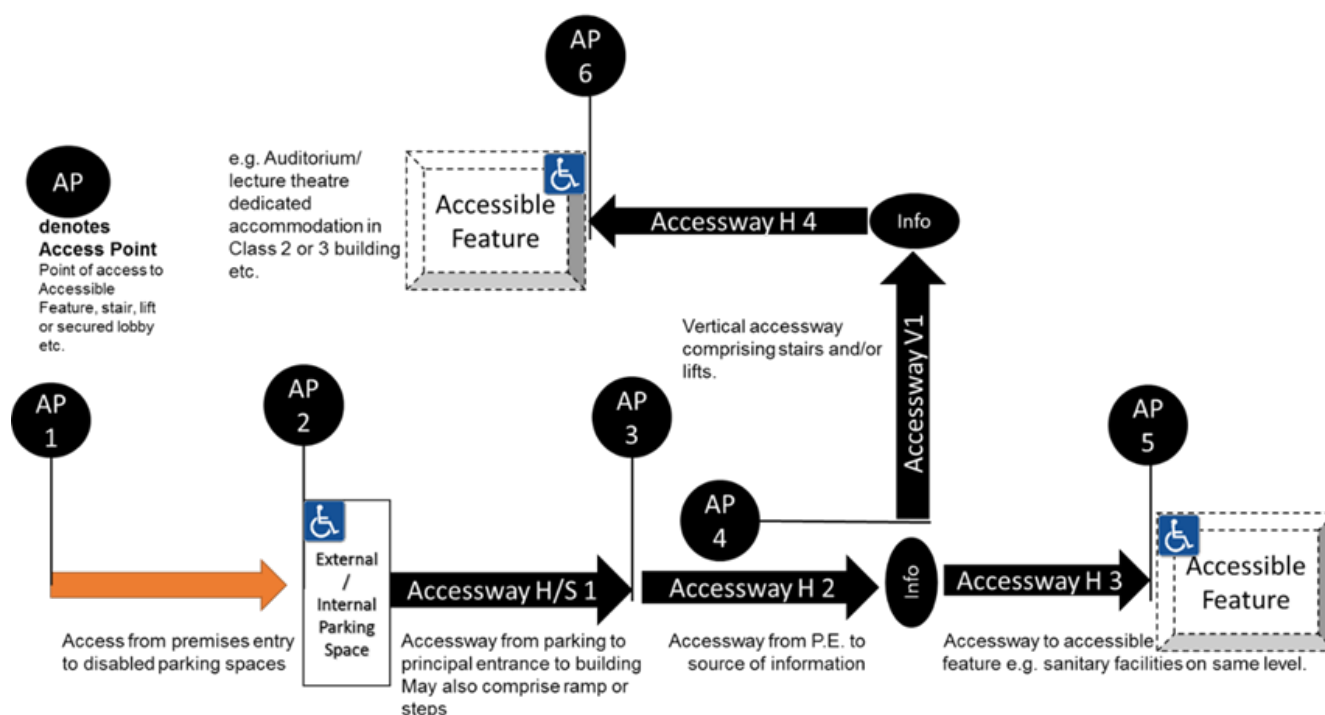 AP
6
e.g. Auditorium/
lecture theatre
dedicated
accommodation in
Class 2 or 3 building
etc.
Accessible
Feature
Accessway H 4
Info
AP
denotes
Access Point
Point of access to
Accessible
Feature, stair, lift
or secured lobby
etc.
Vertical accessway
comprising stairs and/or
lifts.
Accessway V1
AP
1
AP
2
AP
3
AP
4
AP
5
External
/
Internal
Parking
Space
Accessway H/S 1
Accessway H 2
Info
Accessway H 3
Accessible
Feature
Access from premises entry
to disabled parking spaces
Accessway from parking to
principal entrance to building
May also comprise ramp or
steps
Accessway from P.E. to
source of information
Accessway to accessible
feature e.g. sanitary facilities on same level.